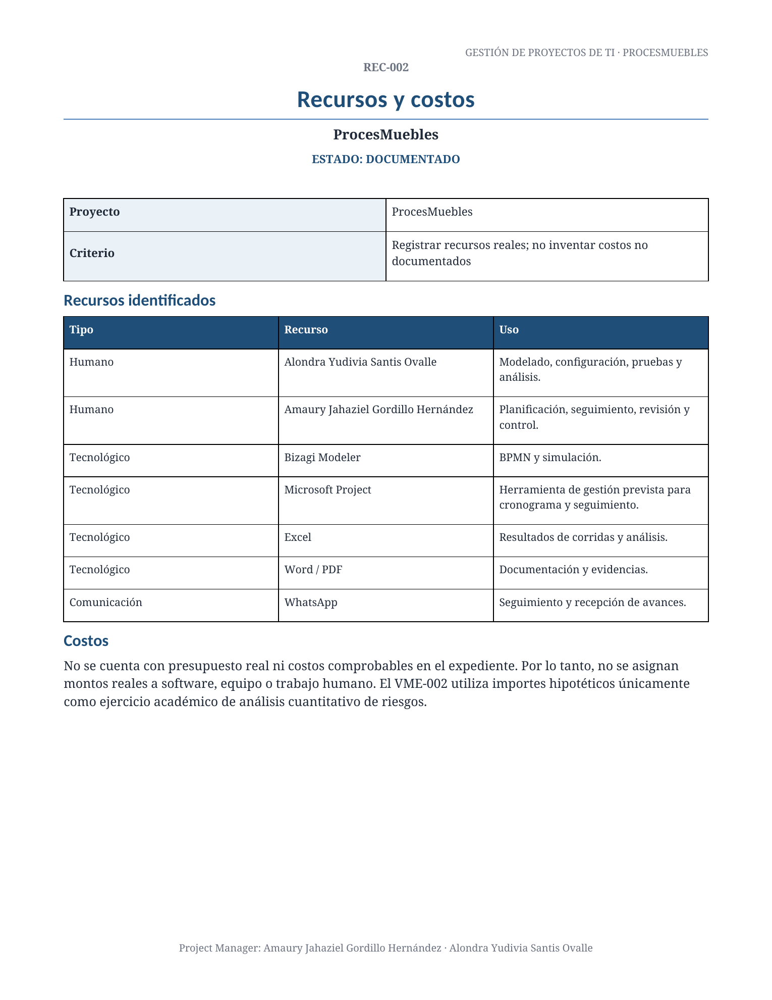 GESTIÓN DE PROYECTOS DE TI · PROCESMUEBLES
REC-002
Recursos y costos
ProcesMuebles
ESTADO: DOCUMENTADO
Proyecto
ProcesMuebles
Criterio
Registrar recursos reales; no inventar costos no
documentados
Recursos identificados
Tipo
Recurso
Uso
Humano
Alondra Yudivia Santis Ovalle
Modelado, configuración, pruebas y
análisis.
Humano
Amaury Jahaziel Gordillo Hernández
Planificación, seguimiento, revisión y
control.
Tecnológico
Bizagi Modeler
BPMN y simulación.
Tecnológico
Microsoft Project
Herramienta de gestión prevista para
cronograma y seguimiento.
Tecnológico
Excel
Resultados de corridas y análisis.
Tecnológico
Word / PDF
Documentación y evidencias.
Comunicación
WhatsApp
Seguimiento y recepción de avances.
Costos
No se cuenta con presupuesto real ni costos comprobables en el expediente. Por lo tanto, no se asignan
montos reales a software, equipo o trabajo humano. El VME-002 utiliza importes hipotéticos únicamente
como ejercicio académico de análisis cuantitativo de riesgos.
Project Manager: Amaury Jahaziel Gordillo Hernández · Alondra Yudivia Santis Ovalle